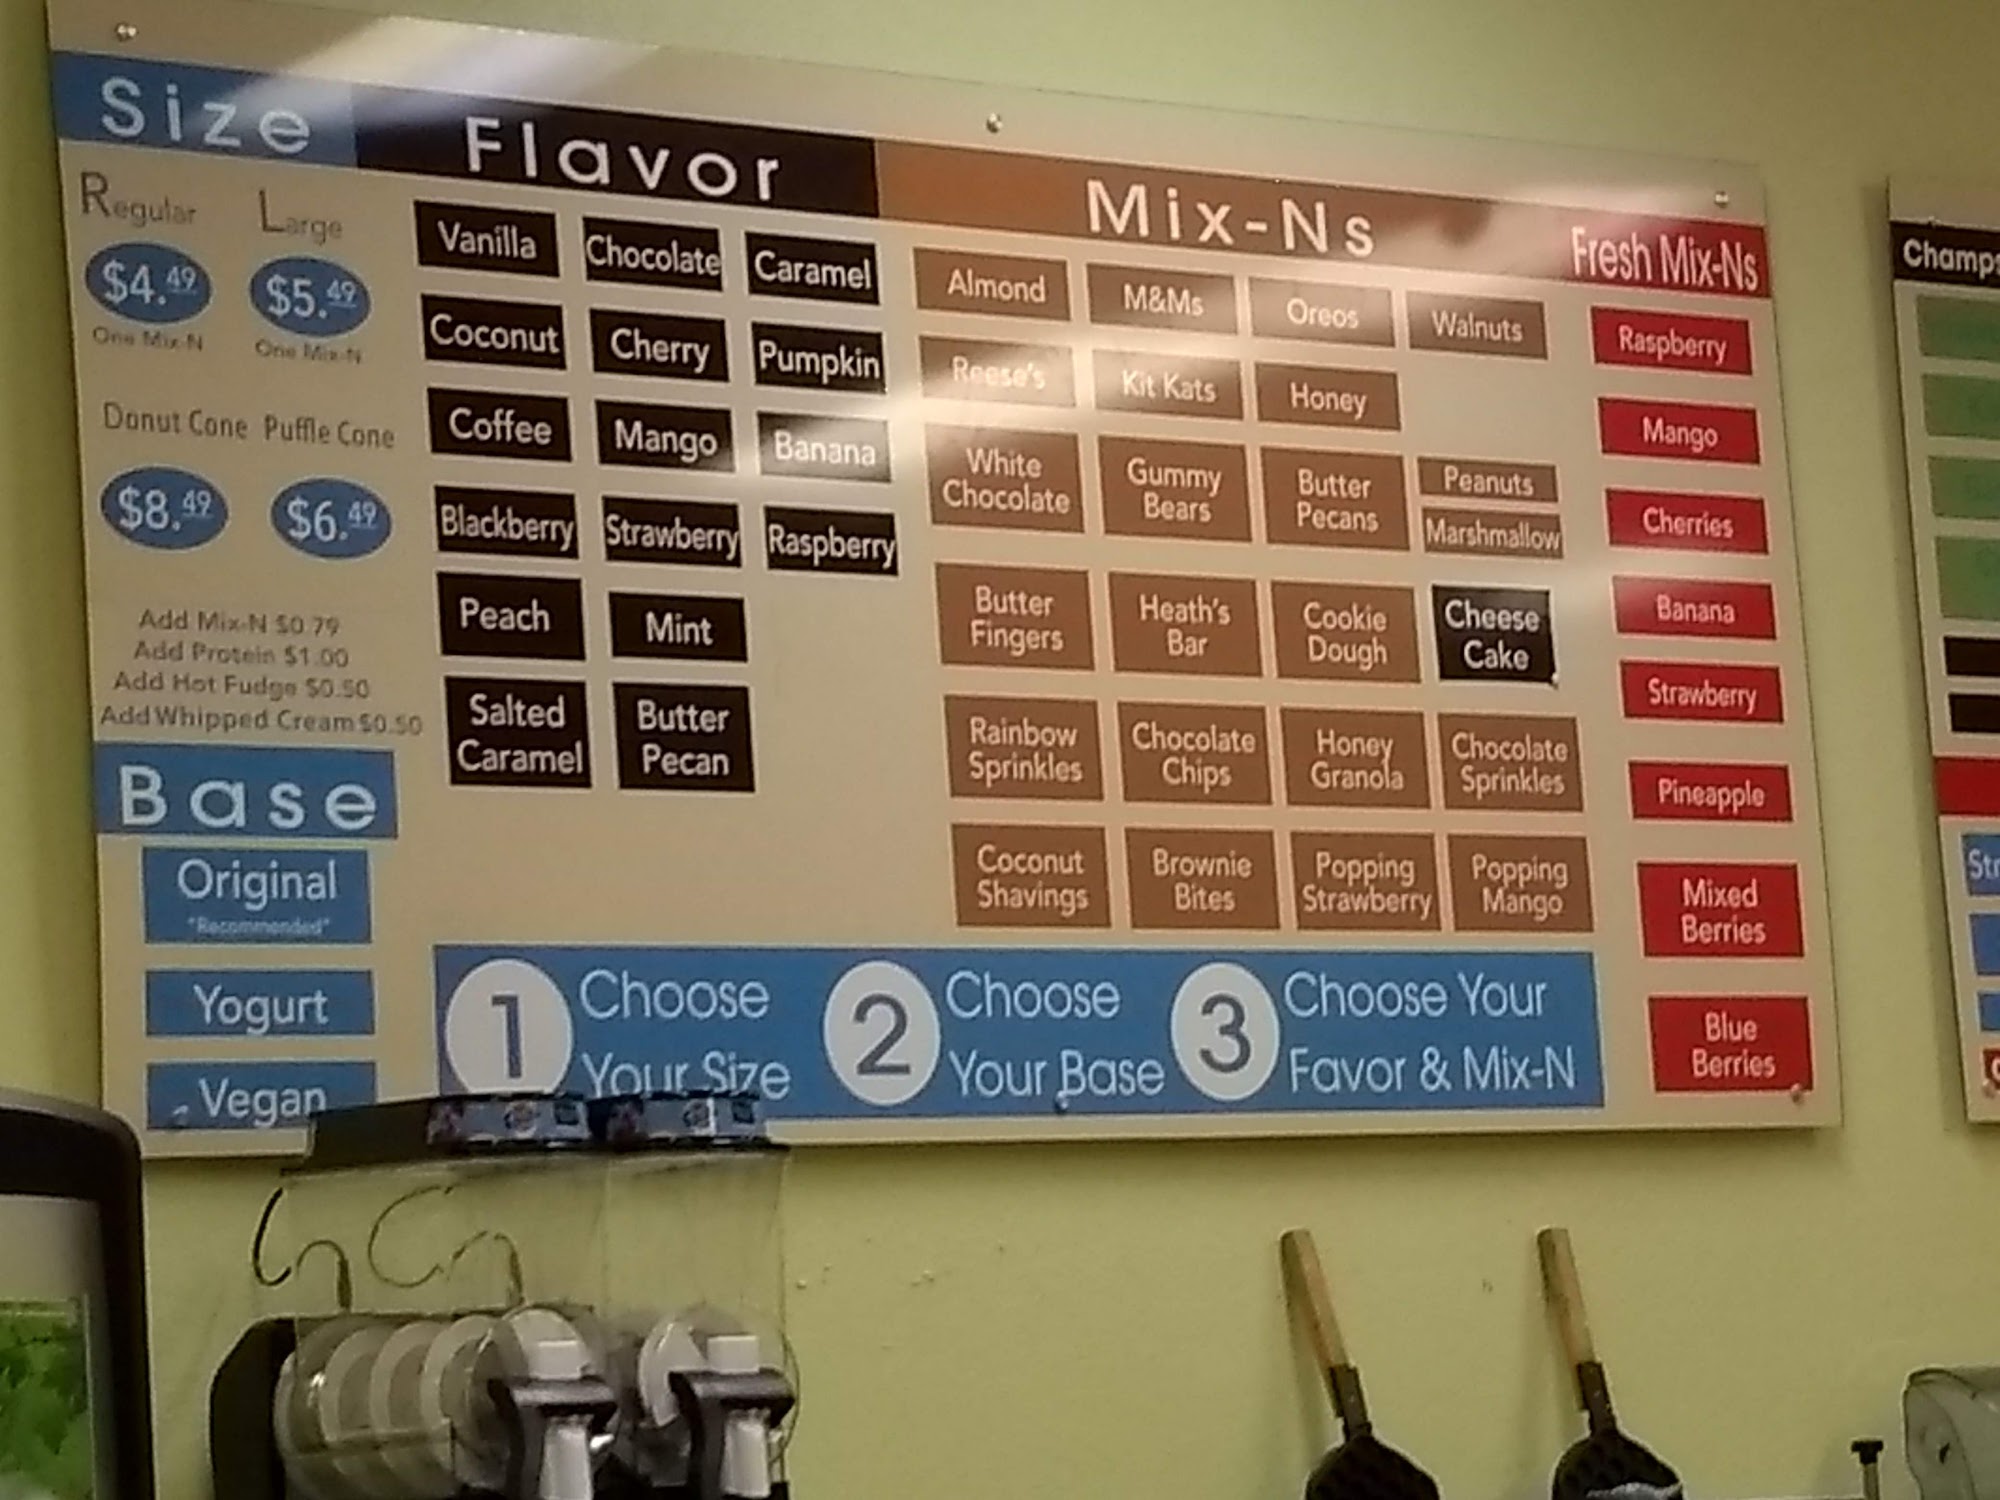 Size
Regular Large
$4.49 $5.49
One Mix-N One Mix-N
Donut Cone Puffle Cone
$8.49 $6.49
Add Mix-N $0.79
Add Protein $1.00
Add Hot Fudge $0.50
Add Whipped Cream $0.50
Base
Original
"Recommended"
Yogurt
Vegan
Flavor
Vanilla Chocolate Caramel
Coconut Cherry Pumpkin
Coffee Mango Banana
Blackberry Strawberry Raspberry
Peach Mint
Salted
Caramel
Butter
Pecan
Mix-Ns
Almond M&Ms Oreos Walnuts
Reese's Kit Kats Honey
White
Chocolate
Gummy
Bears
Butter
Pecans
Peanuts
Marshmallow
Butter
Fingers
Heath's
Bar
Cookie
Dough
Cheese
Cake
Rainbow
Sprinkles
Chocolate
Chips
Honey
Granola
Chocolate
Sprinkles
Coconut
Shavings
Brownie
Bites
Popping
Strawberry
Popping
Mango
Fresh Mix-Ns
Raspberry
Mango
Cherries
Banana
Strawberry
Pineapple
Mixed
Berries
Blue
Berries
1 Choose
Your Size
2 Choose
Your Base
3 Choose Your
Favor & Mix-N
Champs